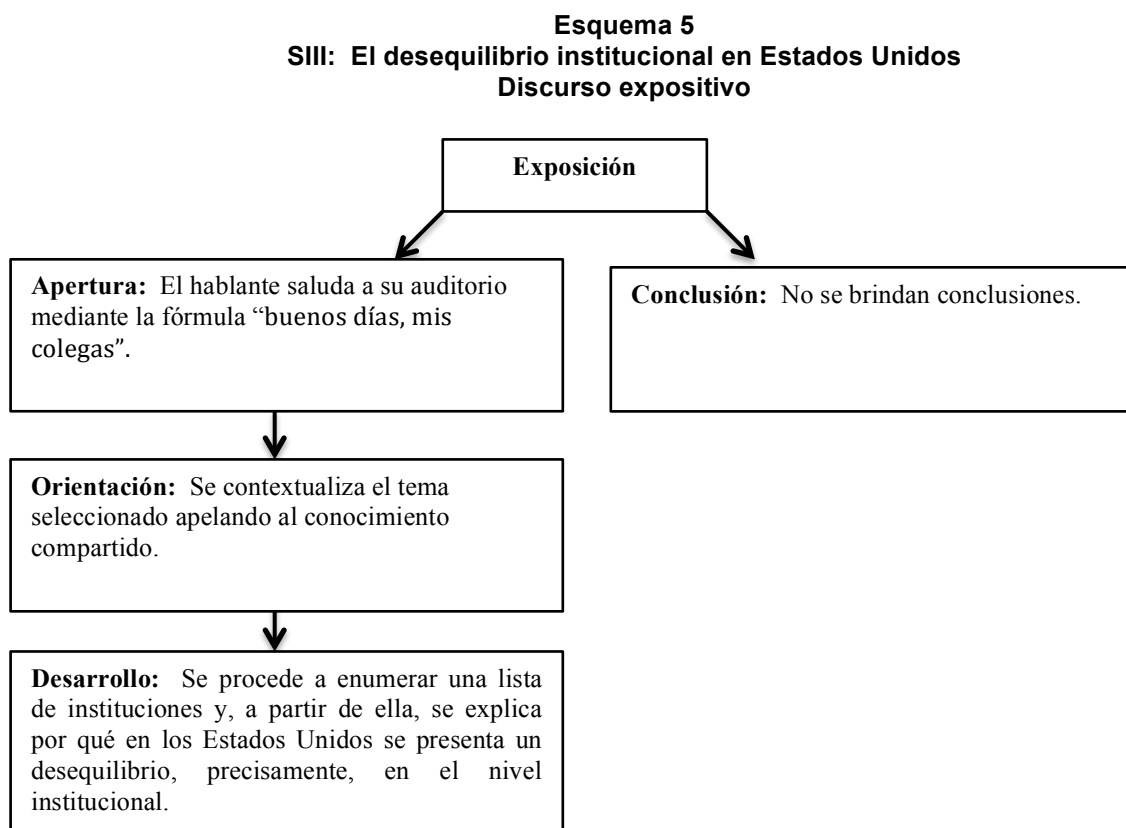 Esquema 5
SIII: El desequilibrio institucional en Estados Unidos
Discurso expositivo
Exposición
Apertura: El hablante saluda a su auditorio
mediante la fórmula “buenos días, mis
colegas”.
Conclusión: No se brindan conclusiones.
Orientación: Se contextualiza el tema
seleccionado apelando al conocimiento
compartido.
Desarrollo: Se procede a enumerar una lista
de instituciones y, a partir de ella, se explica
por qué en los Estados Unidos se presenta un
desequilibrio, precisamente, en el nivel
institucional.